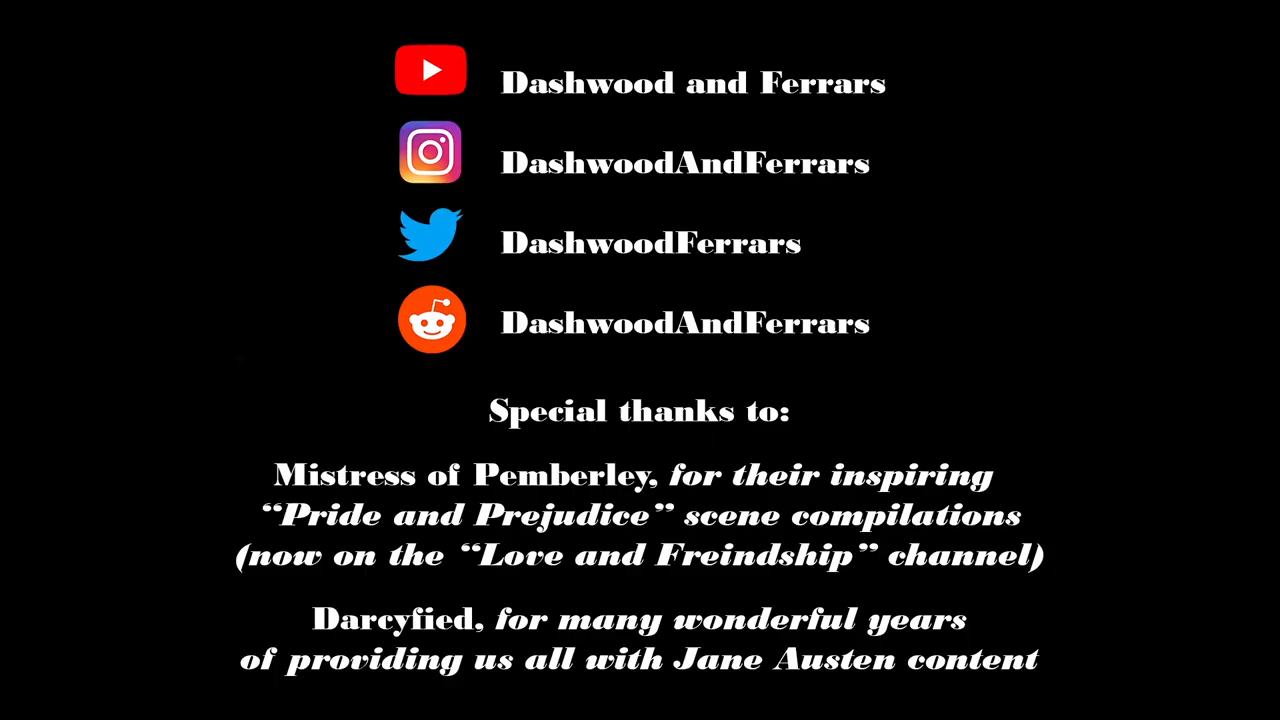 Dashwood and Ferrars
DashwoodAndFerrars
DashwoodFerrars
DashwoodAndFerrars
Special thanks to:
Mistress of Pemberley, for their inspiring
“Pride and Prejudice” scene compilations
(now on the “Love and Freindship” channel)
Darcyfied, for many wonderful years
of providing us all with Jane Austen content